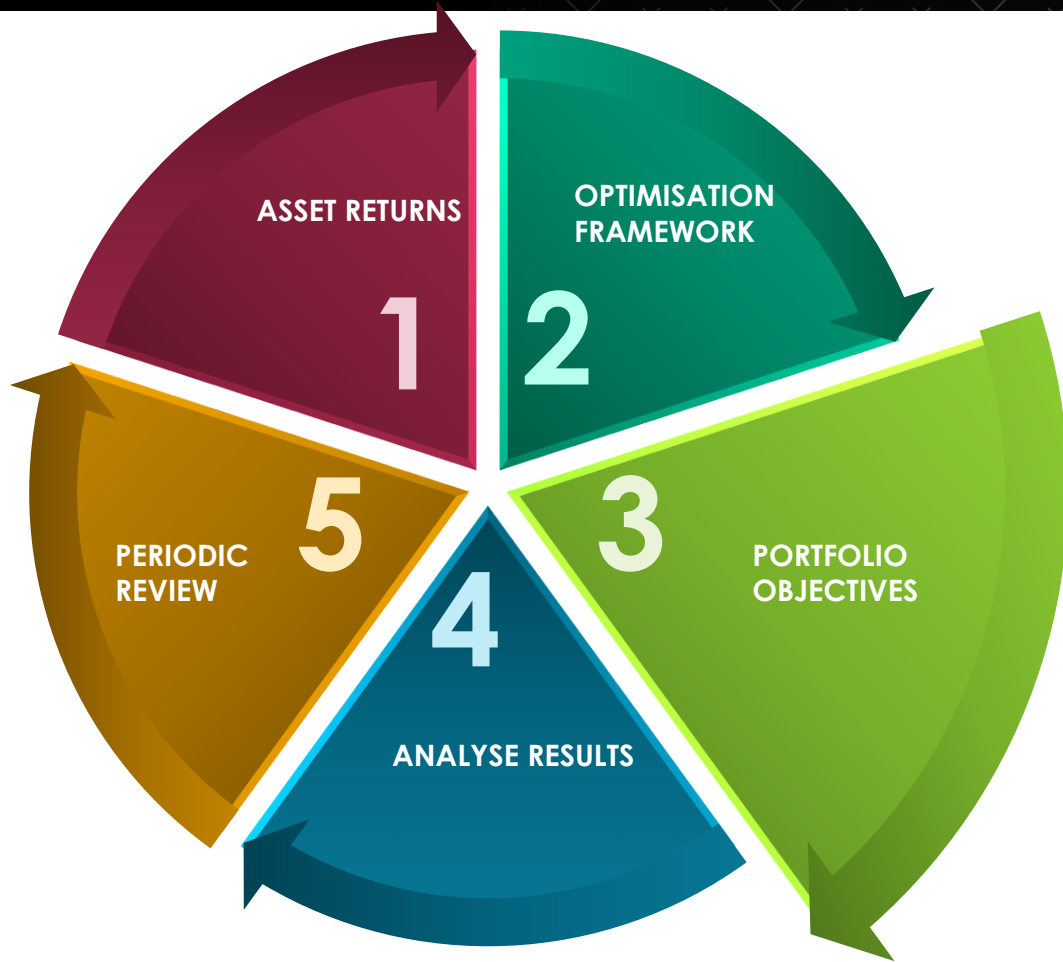 ASSET RETURNS
1
OPTIMISATION
FRAMEWORK
2
3
PORTFOLIO
OBJECTIVES
4
ANALYSE RESULTS
5
PERIODIC
REVIEW